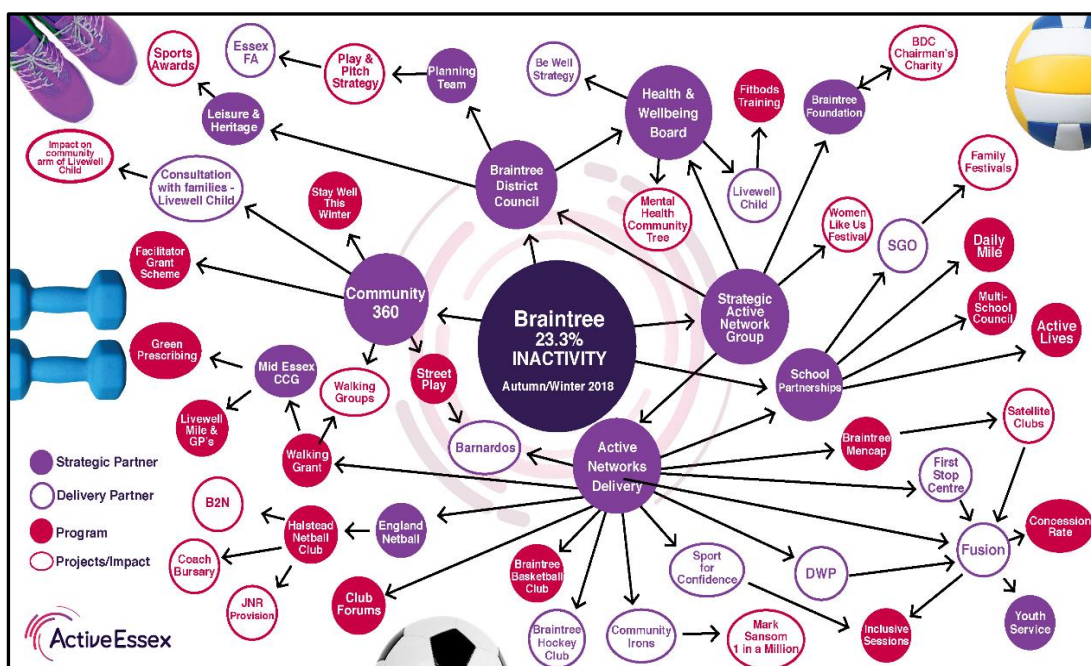 Sports
Awards
Essex
FA
Play &
Pitch
Strategy
Planning
Team
Be Well
Strategy
Health &
Wellbeing
Board
Fitbods
Training
Braintree
Foundation
BDC
Chairman's
Charity
Leisure &
Heritage
Impact on
community
arm of Livewell
Child
Consultation
with families -
Livewell Child
Stay Well
This
Winter
Braintree
District
Council
Mental
Health
Community
Tree
Livewell
Child
Women
Like Us
Festival
Family
Festivals
SGO
Daily
Mile
Facilitator
Grant
Scheme
Community
360
Braintree
23.3%
INACTIVITY
Autumn/Winter 2018
Strategic
Active
Network
Group
Multi-
School
Council
Active
Lives
School
Partnerships
Green
Prescribing
Mid Essex
CCG
Walking
Groups
Street
Play
Livewell
Mile &
GP's
Walking
Grant
Barnardos
Active
Networks
Delivery
Braintree
Mencap
Satellite
Clubs
First
Stop
Centre
Strategic Partner
Delivery Partner
Program
Projects/Impact
B2N
Halstead
Netball
Club
England
Netball
Coach
Bursary
JNR
Provision
Club
Forums
Braintree
Basketball
Club
Braintree
Hockey
Club
Community
Irons
Sport
for
Confidence
Mark
Sansom
1 in a Million
DWP
Fusion
Concession
Rate
Inclusive
Sessions
Youth
Service
ActiveEssex